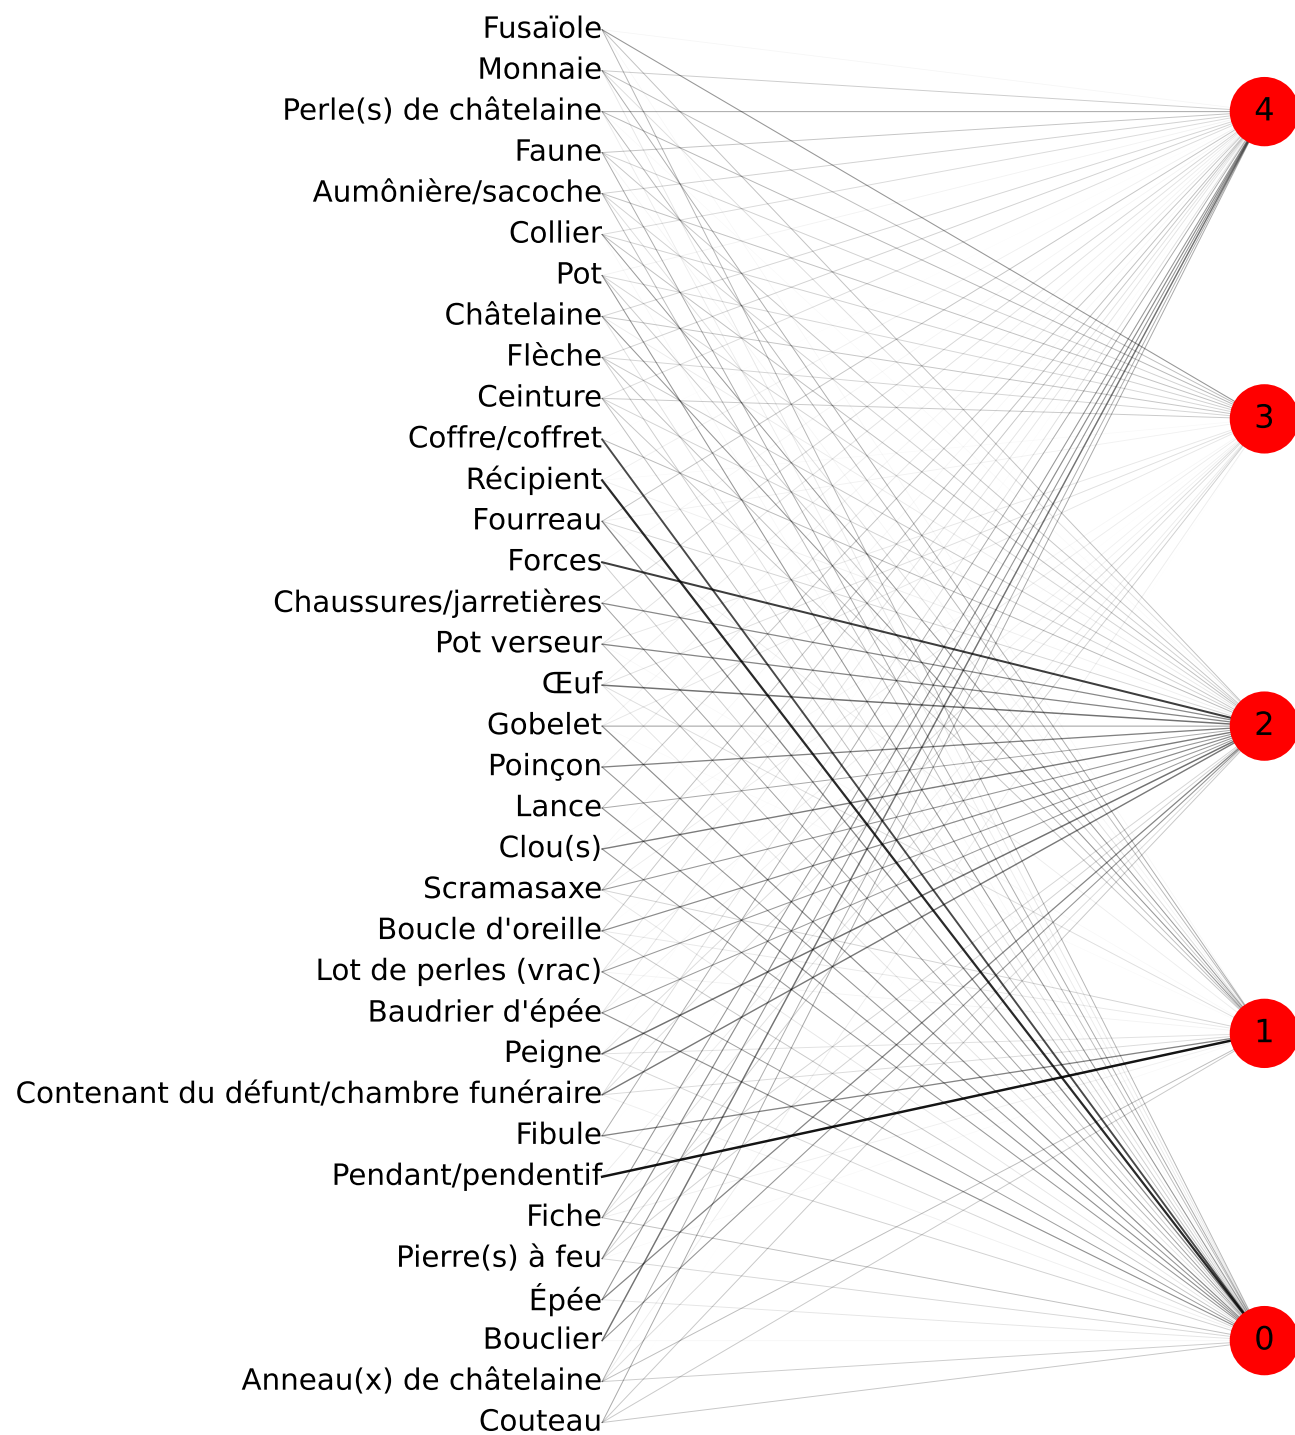 Fusaïole
Monnaie
Perle(s) de châtelaine
Faune
Aumônière/sacoche
Collier
Pot
Châtelaine
Flèche
Ceinture
Coffre/coffret
Récipient
Fourreau
Forces
Chaussures/jarretières
Pot verseur
Œuf
Gobelet
Poinçon
Lance
Clou(s)
Scramasaxe
Boucle d'oreille
Lot de perles (vrac)
Baudrier d'épée
Peigne
Contenant du défunt/chambre funéraire
Fibule
Pendant/pendentif
Fiche
Pierre(s) à feu
Épée
Bouclier
Anneau(x) de châtelaine
Couteau
4
3
2
1
0